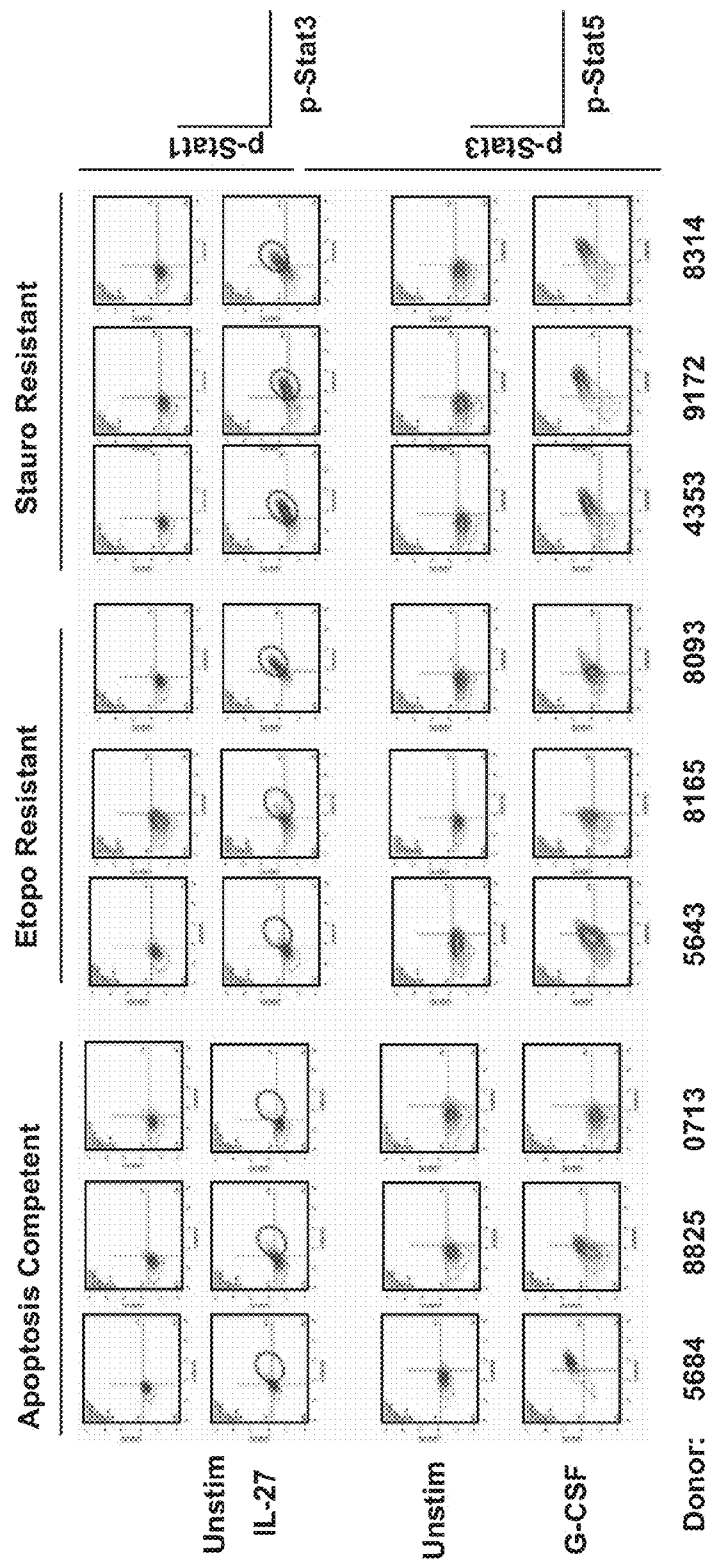 Apoptosis Competent
Etopo Resistant
Stauro Resistant
Unstim
IL-27
p-Stat1
p-Stat3
Unstim
G-CSF
p-Stat3
p-Stat5
Donor: 5684 8825 0713 5643 8165 8093 4353 9172 8314